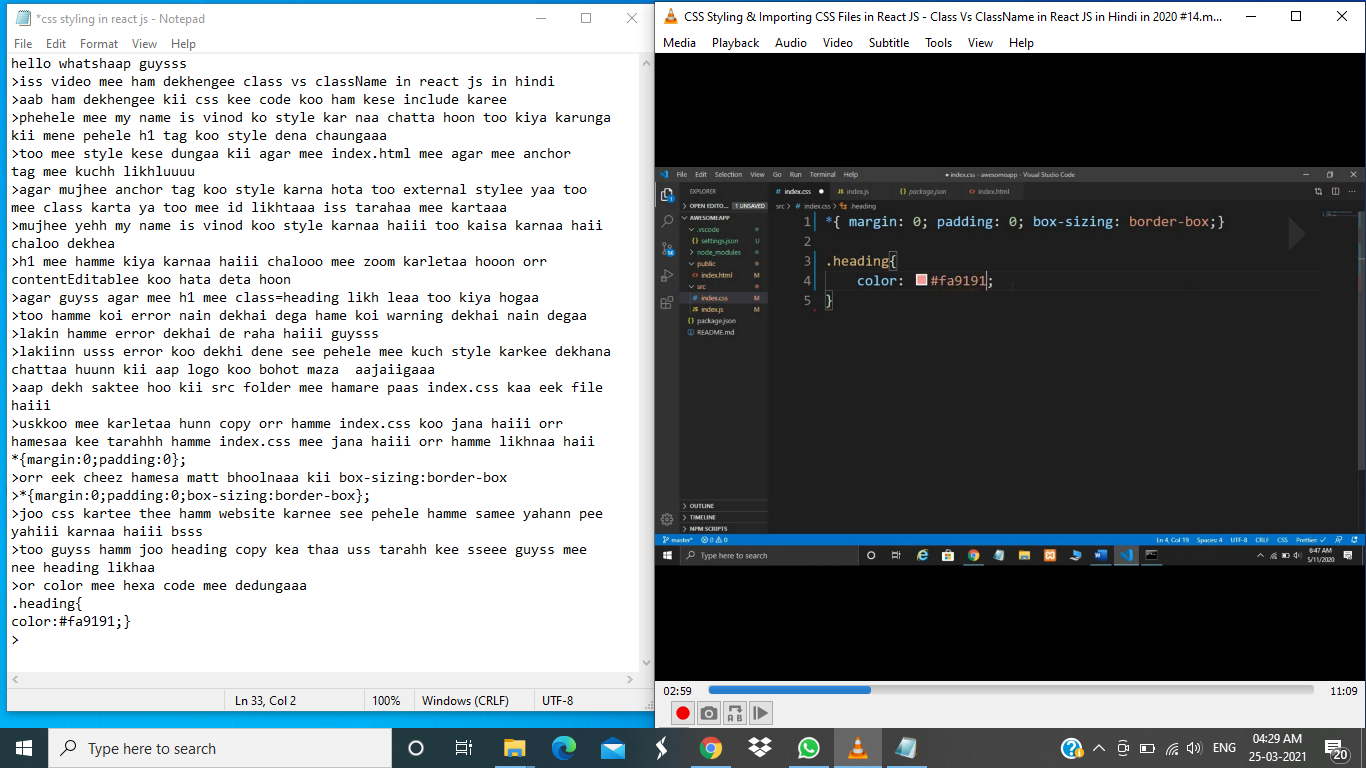 *css styling in react js - Notepad
File Edit Format View Help
hello whatshaap guysss
>iss video mee ham dekhengee class vs className in react js in hindi
>aab ham dekhengee kii css kee code koo ham kese include karee
>phehele mee my name is vinod ko style kar naa chatta hoon too kiya karunga
kii mene pehele h1 tag koo style dena chaungaaa
>too mee style kese dungaa kii agar mee index.html mee agar mee anchor
tag mee kuchh likhluuuu
>agar mujhee anchor tag koo style karna hota too external stylee yaa too
mee class karta ya too mee id likhtaaa iss tarahaa mee kartaaa
>mujhee yehh my name is vinod koo style karnaa haiii too kaisa karnaa haii
chaloo dekhea
>h1 mee hamme kiya karnaa haiii chalooo mee zoom karletaa hooon orr
contenEditablee koo hata deta hoon
>agar guyss agar mee h1 mee class=heading likh leaa too kiya hogaa
>too hamme koi error nain dekhai dega hame koi warning dekhai nain degaa
>lakin hamme error dekhai de raha haiii guysss
>lakiinn usss error koo dekhi dene see pehele mee kuch style karkee dekhana
chattaa huunn kii aap logo koo bohot maza  aajaiigaaa
>aap dekh saktee hoo kii src folder mee hamare paas index.css kaa eek file
haiii
>uskkoo mee karletaa hunn copy orr hamme index.css koo jana haiii orr
hamesaa kee tarahhh hamme index.css mee jana haiii orr hamme likhnaa haii
*{margin:0;padding:0};
>orr eek cheez hamesa matt bhoolnaaa kii box-sizing:border-box
>*{margin:0;padding:0;box-sizing:border-box};
>joo css kartee thee hamm website karnee see pehele hamme samee yahann pee
yahiii karnaa haiii bsss
>too guyss hamm joo heading copy kea thaa uss tarahh kee sseee guyss mee
nee heading likhaa
>or color mee hexa code mee dedungaaa
.heading{
color:#fa9191;}
>
Ln 33, Col 2 100% Windows (CRLF) UTF-8
CSS Styling & Importing CSS Files in React JS - Class Vs ClassName in React JS in Hindi in 2020 #14.m...
Media Playback Audio Video Subtitle Tools View Help
File Edit Selection View Go Run Terminal Help ● index.css - awesomeapp - Visual Studio Code
EXPLORER
# index.css ● JS index.js {} package.json <> index.html
> OPEN EDITO... 1 UNSAVED
src > # index.css > .heading
AWESOMEAPP
.vscode
{} settings.json U
> node_modules
public
<> index.html M
src
# index.css M
JS index.js M
{} package.json
README.md
> OUTLINE
> TIMELINE
> NPM SCRIPTS
1 *{ margin: 0; padding: 0; box-sizing: border-box;}
2
3 .heading{
4 color: #fa9191;
5 }
master* 0 0 Ln 4, Col 19 Spaces: 4 UTF-8 CRLF CSS Prettier: ✓
Type here to search
6:47 AM
5/11/2020
02:59 11:09
Type here to search
ENG
04:29 AM
25-03-2021
20